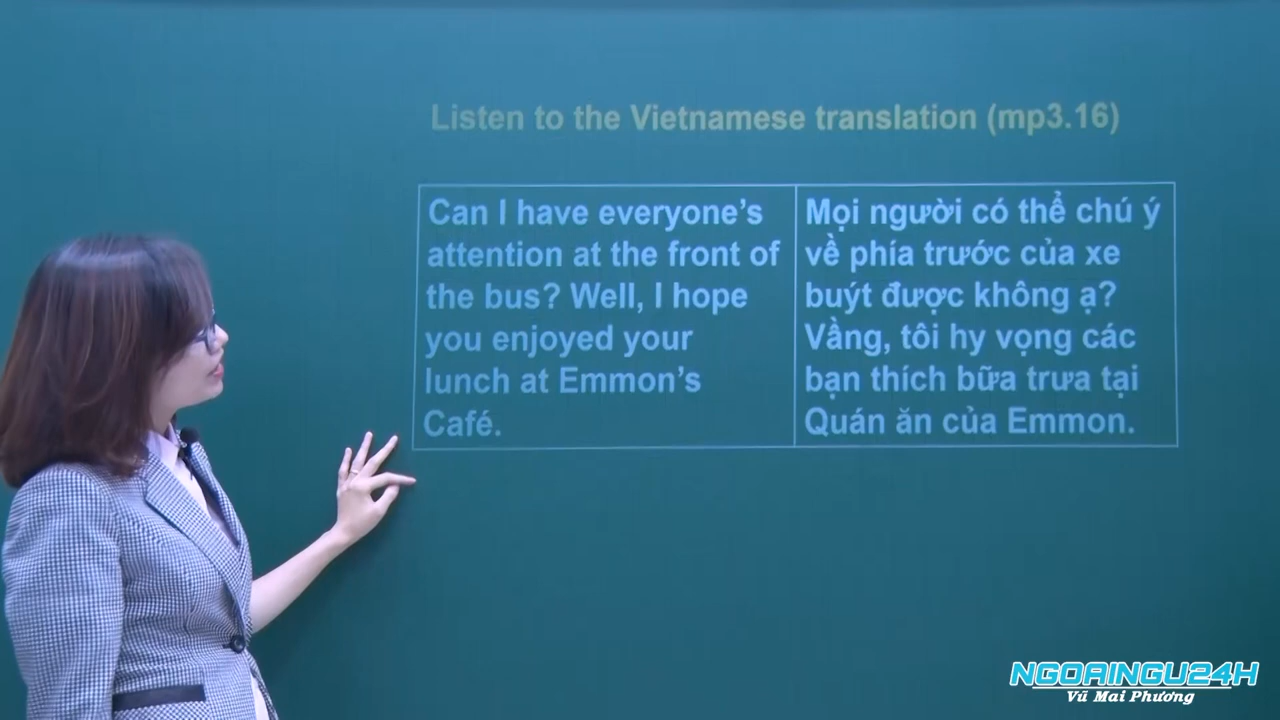 Listen to the Vietnamese translation (mp3.16)
Can I have everyone's
attention at the front of
the bus? Well, I hope
you enjoyed your
lunch at Emmon's
Café.
Mọi người có thể chú ý
về phía trước của xe
buýt được không ạ?
Vầng, tôi hy vọng các
bạn thích bữa trưa tại
Quán ăn của Emmon.
NGOAINGU24H
Vũ Mai Phương